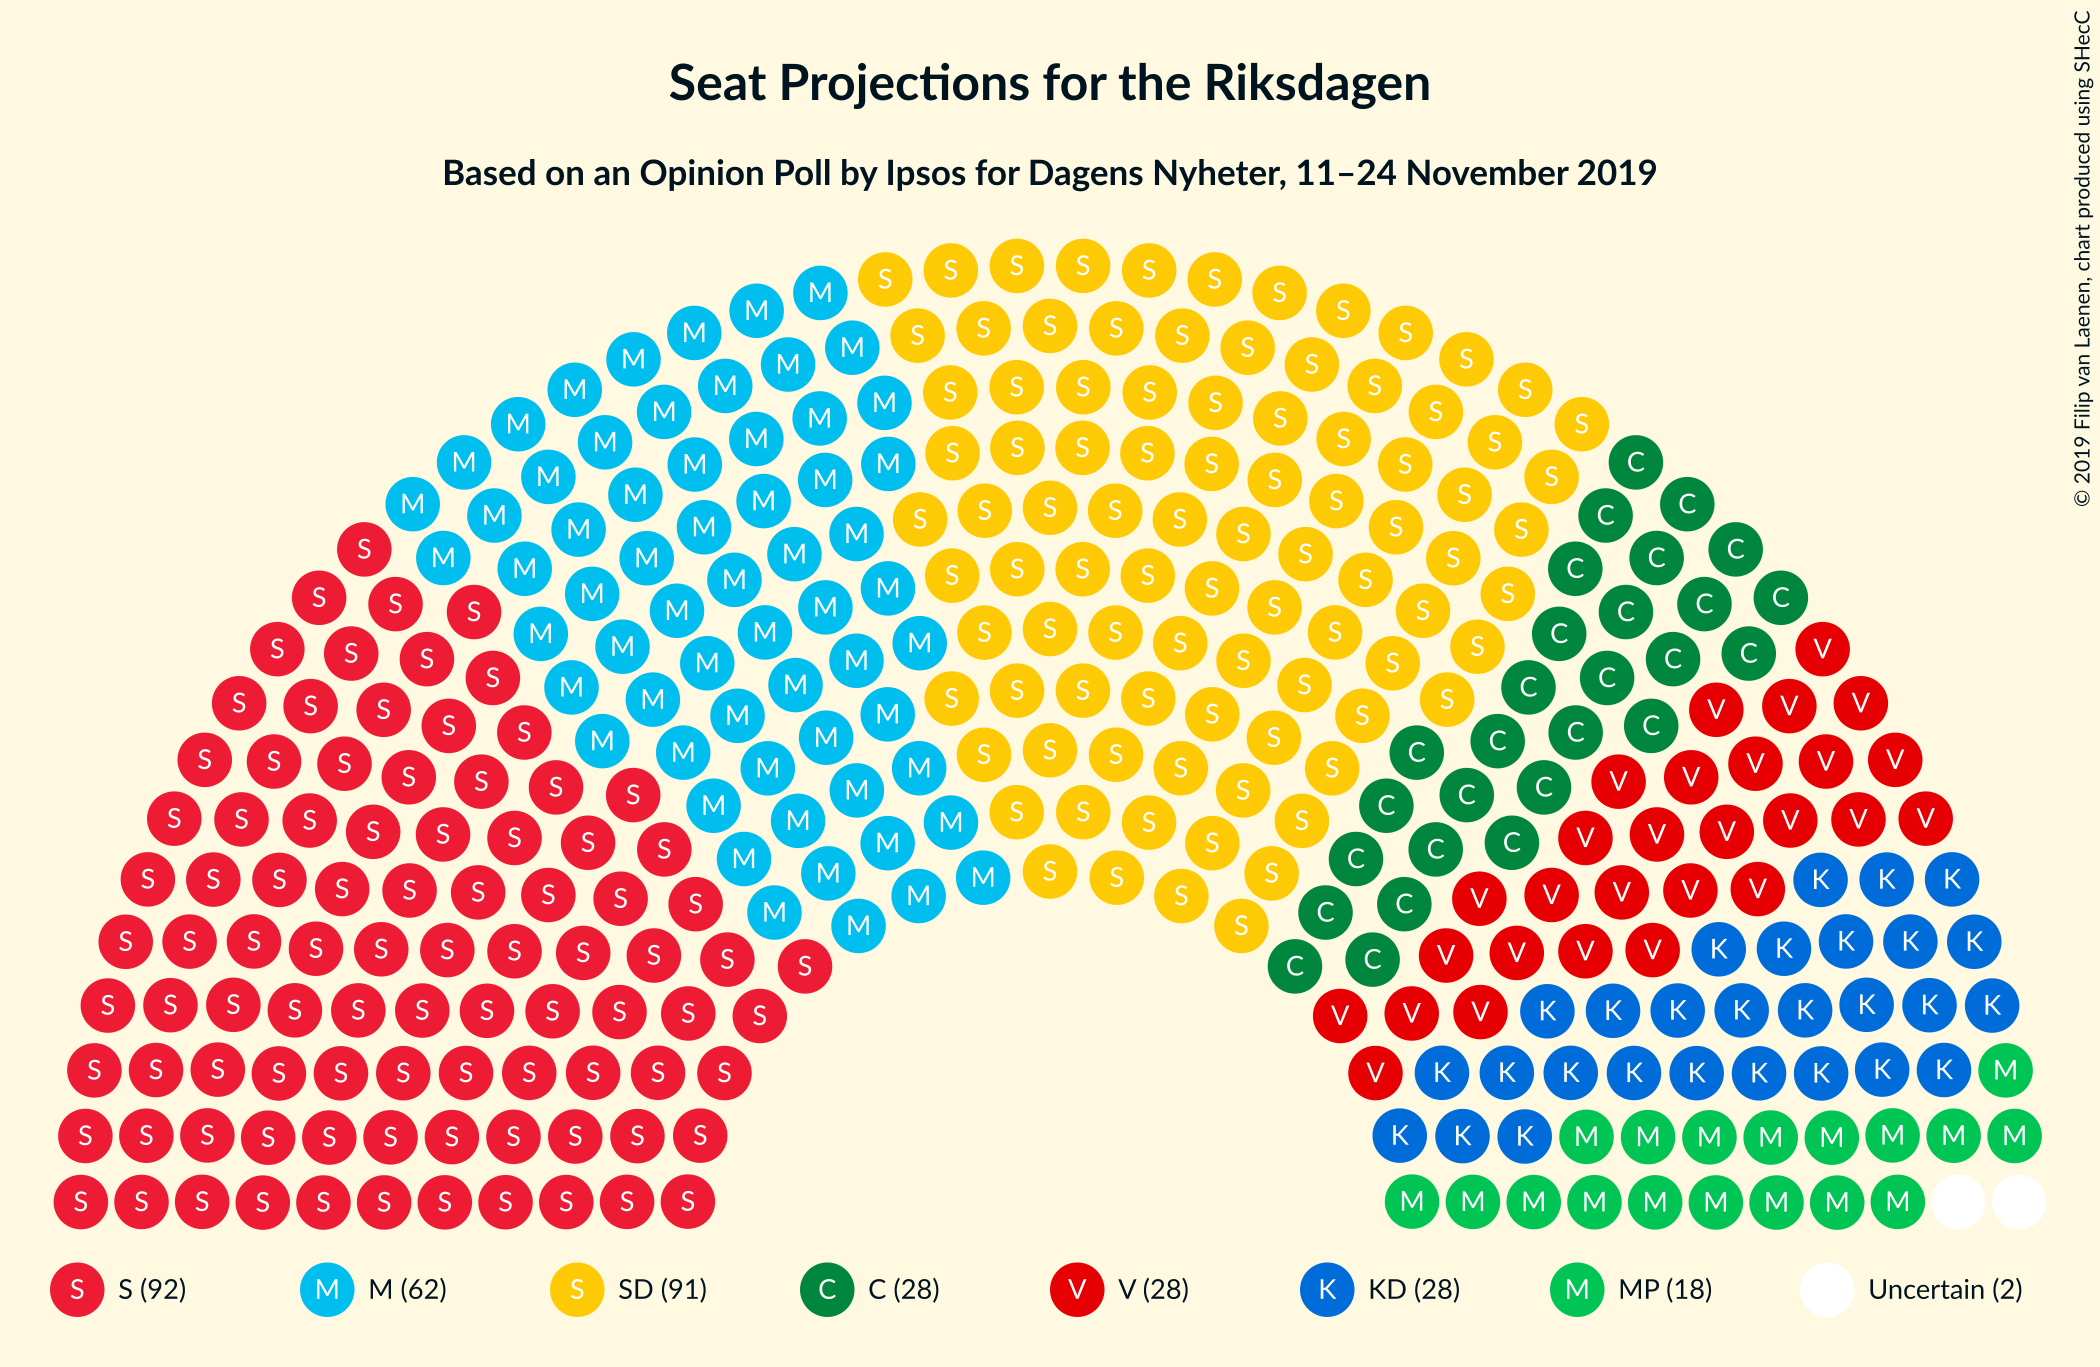 Seat Projections for the Riksdagen
Based on an Opinion Poll by Ipsos for Dagens Nyheter, 11–24 November 2019
© 2019 Filip van Laenen, chart produced using SHecC
S S (92)
M M (62)
S SD (91)
C C (28)
V V (28)
K KD (28)
M MP (18)
Uncertain (2)